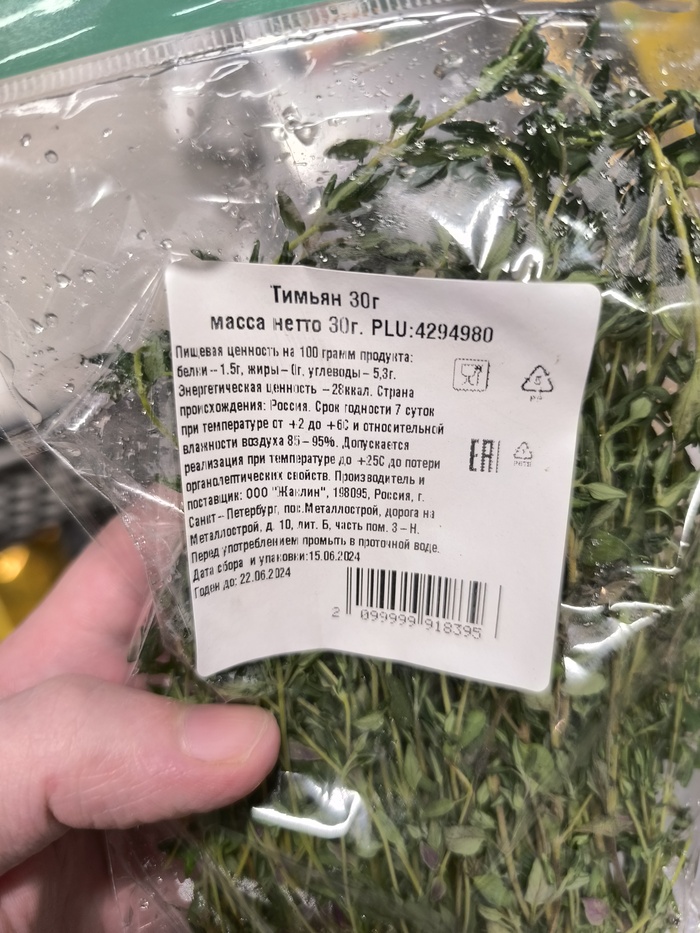 Тимьян 30г
масса нетто 30г. PLU:4294980
Пищевая ценность на 100 грамм продукта:
белки – 1.5г, жиры – 0г, углеводы – 5,3г.
Энергетическая ценность – 28ккал. Страна
происхождения: Россия. Срок годности 7 суток
при температуре от +2 до +6С и относительной
влажности воздуха 85 – 95%. Допускается
реализация при температуре до +25С до потери
органолептических свойств. Производитель и
поставщик: ООО "Жаклин", 198095, Россия, г.
Санкт – Петербург, пос.Металлострой, дорога на
Металлострой, д. 10, лит. Б, часть пом. 3 – Н.
Перед употреблением промыть в проточной воде.
Дата сбора и упаковки:15.06.2024
Годен до: 22.06.2024
5
PP
EAC
2 099999 918395